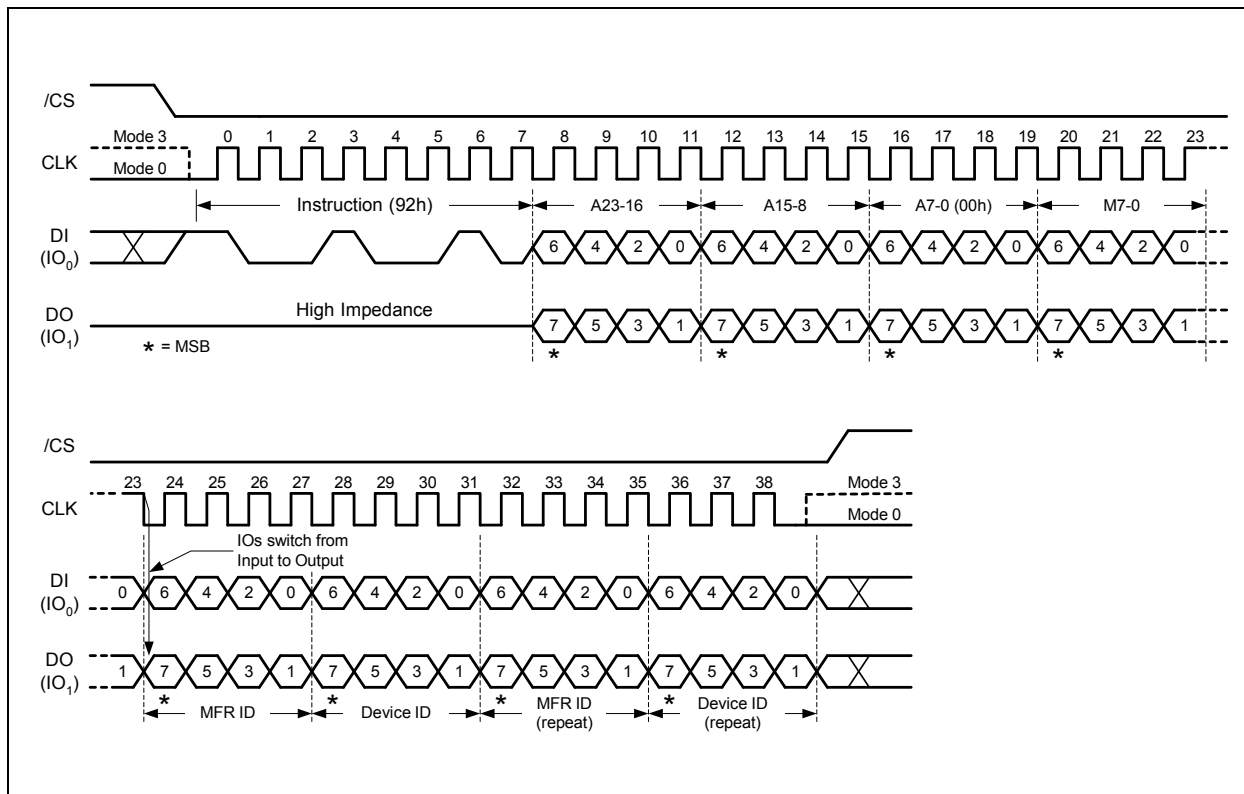 /CS
Mode 3 0 1 2 3 4 5 6 7 8 9 10 11 12 13 14 15 16 17 18 19 20 21 22 23
CLK Mode 0
Instruction (92h) A23-16 A15-8 A7-0 (00h) M7-0
DI
(IO0) 6 4 2 0 6 4 2 0 6 4 2 0 6 4 2 0
High Impedance
DO
(IO1) 7 5 3 1 7 5 3 1 7 5 3 1 7 5 3 1
* = MSB * * * *
/CS
23 24 25 26 27 28 29 30 31 32 33 34 35 36 37 38 Mode 3
CLK Mode 0
IOs switch from
Input to Output
DI
(IO0) 0 6 4 2 0 6 4 2 0 6 4 2 0 6 4 2 0
DO
(IO1) 1 7 5 3 1 7 5 3 1 7 5 3 1 7 5 3 1
* * * *
MFR ID Device ID MFR ID
(repeat) Device ID
(repeat)